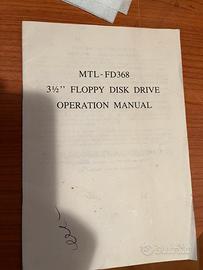 MTL-FD368
3½'' FLOPPY DISK DRIVE
OPERATION MANUAL